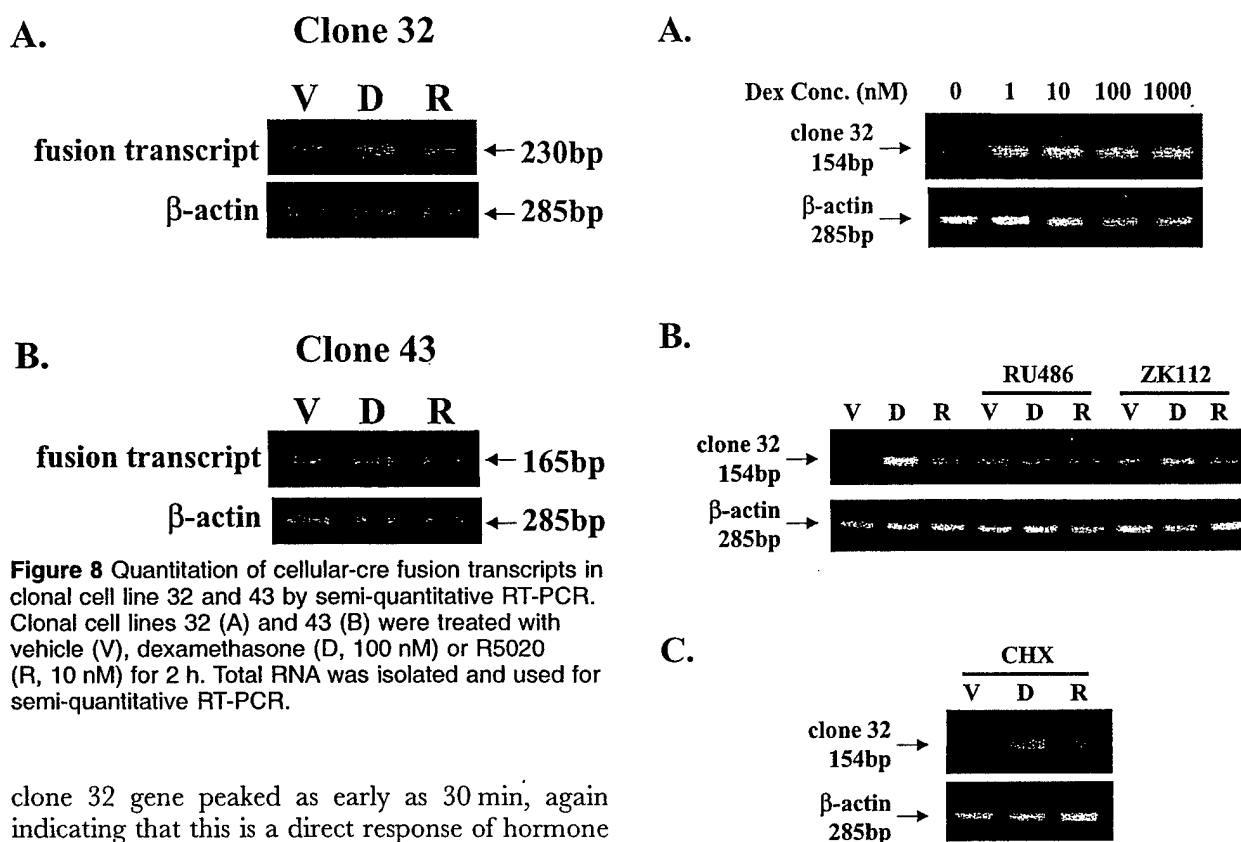 A.
Clone 32
V D R
fusion transcript
← 230bp
β-actin
← 285bp
B.
Clone 43
V D R
fusion transcript
← 165bp
β-actin
← 285bp
Figure 8 Quantitation of cellular-cre fusion transcripts in
clonal cell line 32 and 43 by semi-quantitative RT-PCR.
Clonal cell lines 32 (A) and 43 (B) were treated with
vehicle (V), dexamethasone (D, 100 nM) or R5020
(R, 10 nM) for 2 h. Total RNA was isolated and used for
semi-quantitative RT-PCR.
clone 32 gene peaked as early as 30 min, again
indicating that this is a direct response of hormone
A.
Dex Conc. (nM) 0 1 10 100 1000
clone 32 →
154bp
β-actin →
285bp
B.
RU486 ZK112
V D R V D R V D R
clone 32 →
154bp
β-actin →
285bp
C.
CHX
V D R
clone 32 →
154bp
β-actin →
285bp